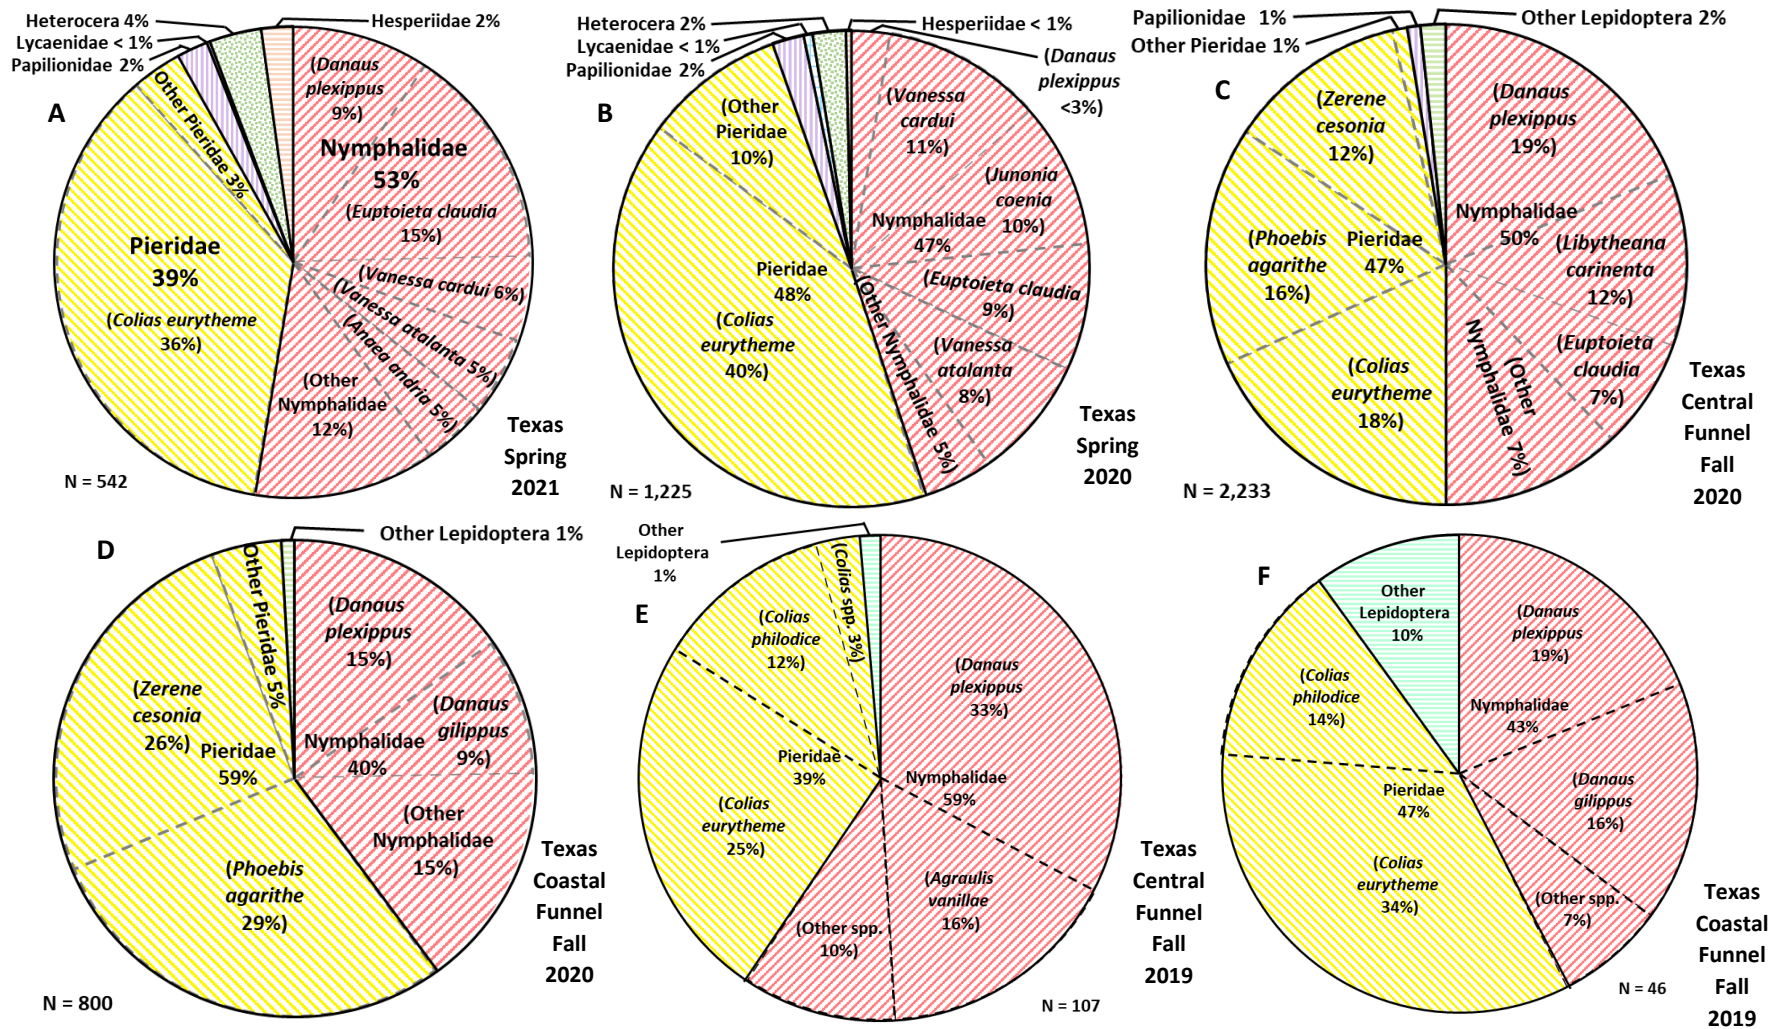 A
Heterocera 4%
Lycaenidae < 1%
Papilionidae 2%
Hesperiidae 2%
Other Pieridae 3%
(Danaus
plexippus
9%)
Nymphalidae
53%
(Euptoieta claudia
15%)
(Vanessa cardui 6%)
(Vanessa atalanta 5%)
(Anaea andria 5%)
(Other
Nymphalidae
12%)
Pieridae
39%
(Colias eurytheme
36%)
N = 542
Texas
Spring
2021
B
Heterocera 2%
Lycaenidae < 1%
Papilionidae 2%
Hesperiidae < 1%
(Danaus
plexippus
<3%)
(Vanessa
cardui
11%)
(Junonia
coenia
10%)
Nymphalidae
47%
(Euptoieta claudia
9%)
(Vanessa
atalanta
8%)
(Other Nymphalidae 5%)
(Other
Pieridae
10%)
Pieridae
48%
(Colias
eurytheme
40%)
N = 1,225
Texas
Spring
2020
C
Papilionidae 1%
Other Pieridae 1%
Other Lepidoptera 2%
(Danaus
plexippus
19%)
Nymphalidae
50%
(Libytheana
carinenta
12%)
(Euptoieta
claudia
7%)
(Other
Nymphalidae 7%)
(Zerene
cesonia
12%)
(Phoebis
agarithe
16%)
Pieridae
47%
(Colias
eurytheme
18%)
N = 2,233
Texas
Central
Funnel
Fall
2020
D
Other Lepidoptera 1%
Other Pieridae 5%
(Danaus
plexippus
15%)
(Danaus
gilippus
9%)
Nymphalidae
40%
(Other
Nymphalidae
15%)
(Zerene
cesonia
26%)
Pieridae
59%
(Phoebis
agarithe
29%)
N = 800
Texas
Coastal
Funnel
Fall
2020
E
Other
Lepidoptera
1%
(Colias spp. 3%)
(Colias
philodice
12%)
(Danaus
plexippus
33%)
Pieridae
39%
Nymphalidae
59%
(Colias
eurytheme
25%)
(Agraulis
vanillae
16%)
(Other spp.
10%)
N = 107
Texas
Central
Funnel
Fall
2019
F
Other
Lepidoptera
10%
(Danaus
plexippus
19%)
(Colias
philodice
14%)
Nymphalidae
43%
Pieridae
47%
(Danaus
gilippus
16%)
(Colias
eurytheme
34%)
(Other spp.
7%)
N = 46
Texas
Coastal
Funnel
Fall
2019